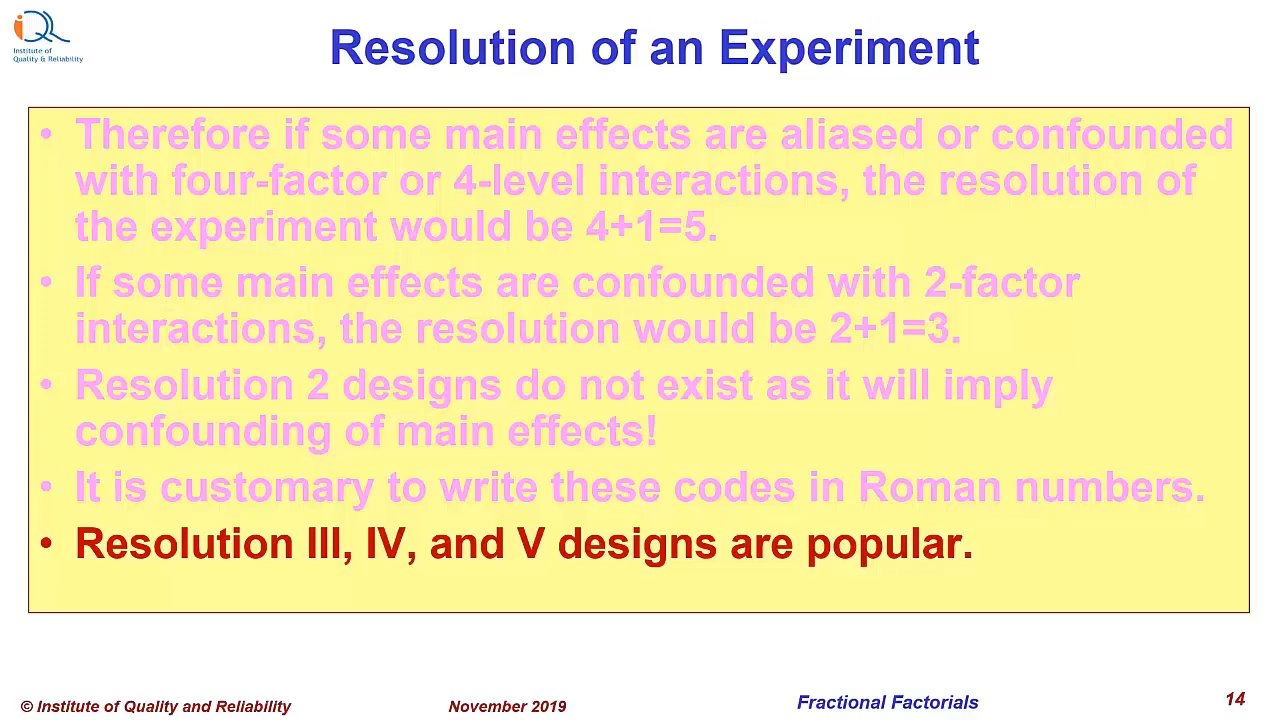 Institute of
Quality & Reliability
Resolution of an Experiment
• Therefore if some main effects are aliased or confounded
with four-factor or 4-level interactions, the resolution of
the experiment would be 4+1=5.
• If some main effects are confounded with 2-factor
interactions, the resolution would be 2+1=3.
• Resolution 2 designs do not exist as it will imply
confounding of main effects!
• It is customary to write these codes in Roman numbers.
• Resolution III, IV, and V designs are popular.
© Institute of Quality and Reliability November 2019 Fractional Factorials 14